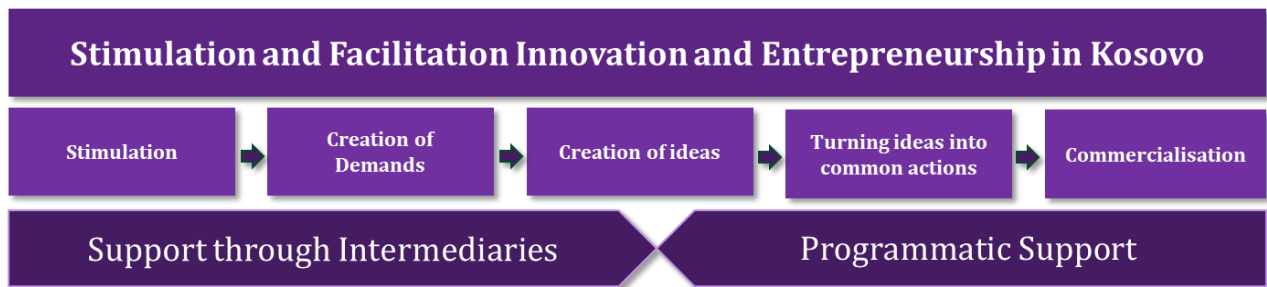 Stimulation and Facilitation Innovation and Entrepreneurship in Kosovo
Stimulation
Creation of
Demands
Creation of ideas
Turning ideas into
common actions
Commercialisation
Support through Intermediaries
Programmatic Support